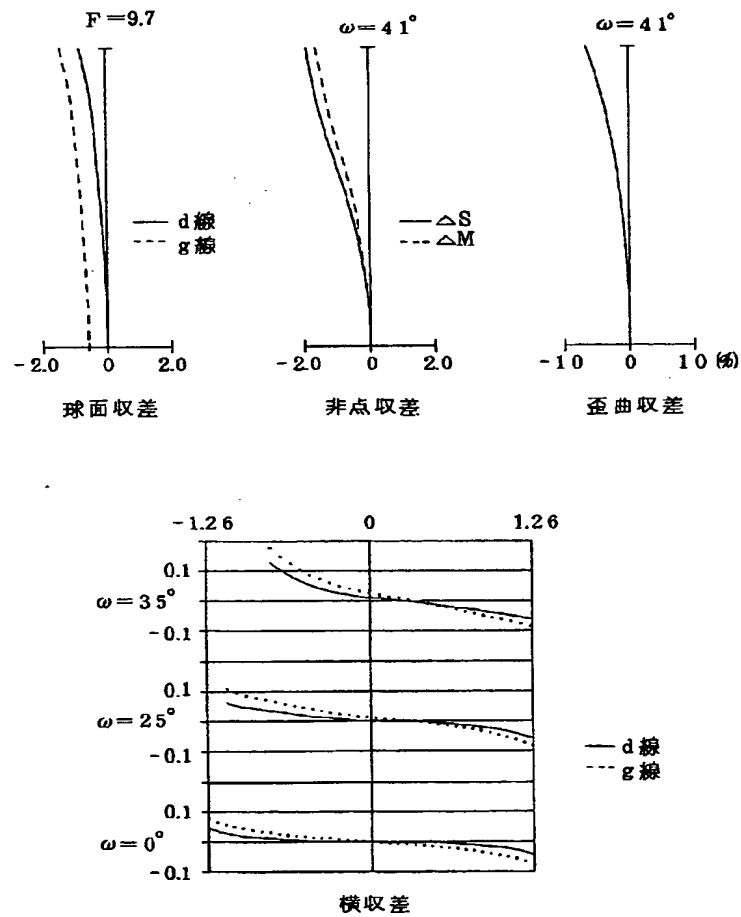 F=9.7
ω=41°
ω=41°
d線
g線
△S
△M
-2.0 0 2.0
-2.0 0 2.0
-10 0 10(%)
球面収差
非点収差
歪曲収差
-1.26 0 1.26
0.1
ω=35°
-0.1
0.1
ω=25°
-0.1
0.1
ω=0°
-0.1
d線
g線
横収差